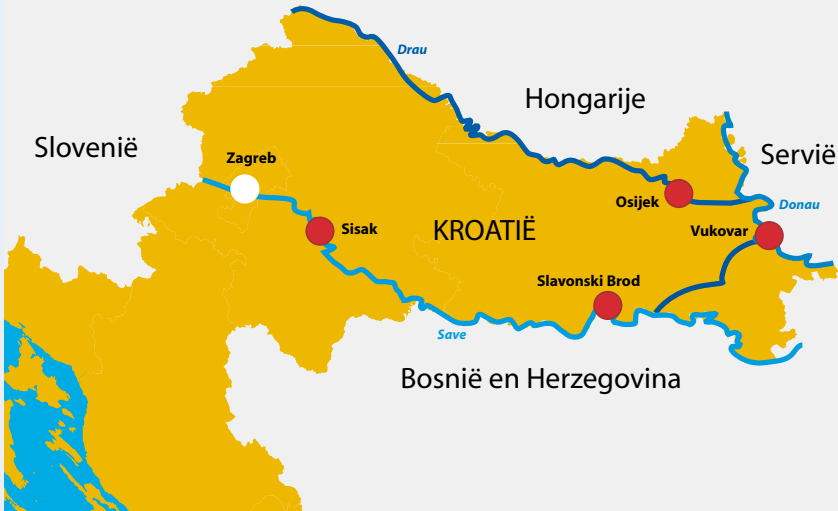 Drau
Hongarije
Slovenië
Servië
Zagreb
Osijek
Donau
Sisak
KROATIË
Vukovar
Slavonski Brod
Save
Bosnië en Herzegovina